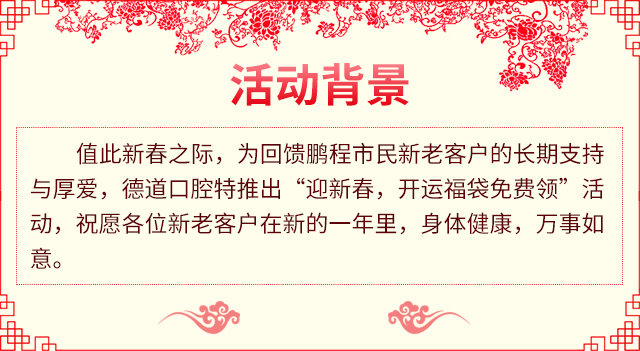 活动背景
值此新春之际，为回馈鹏程市民新老客户的长期支持
与厚爱，德道口腔特推出“迎新春，开运福袋免费领”活
动，祝愿各位新老客户在新的一年里，身体健康，万事如
意。